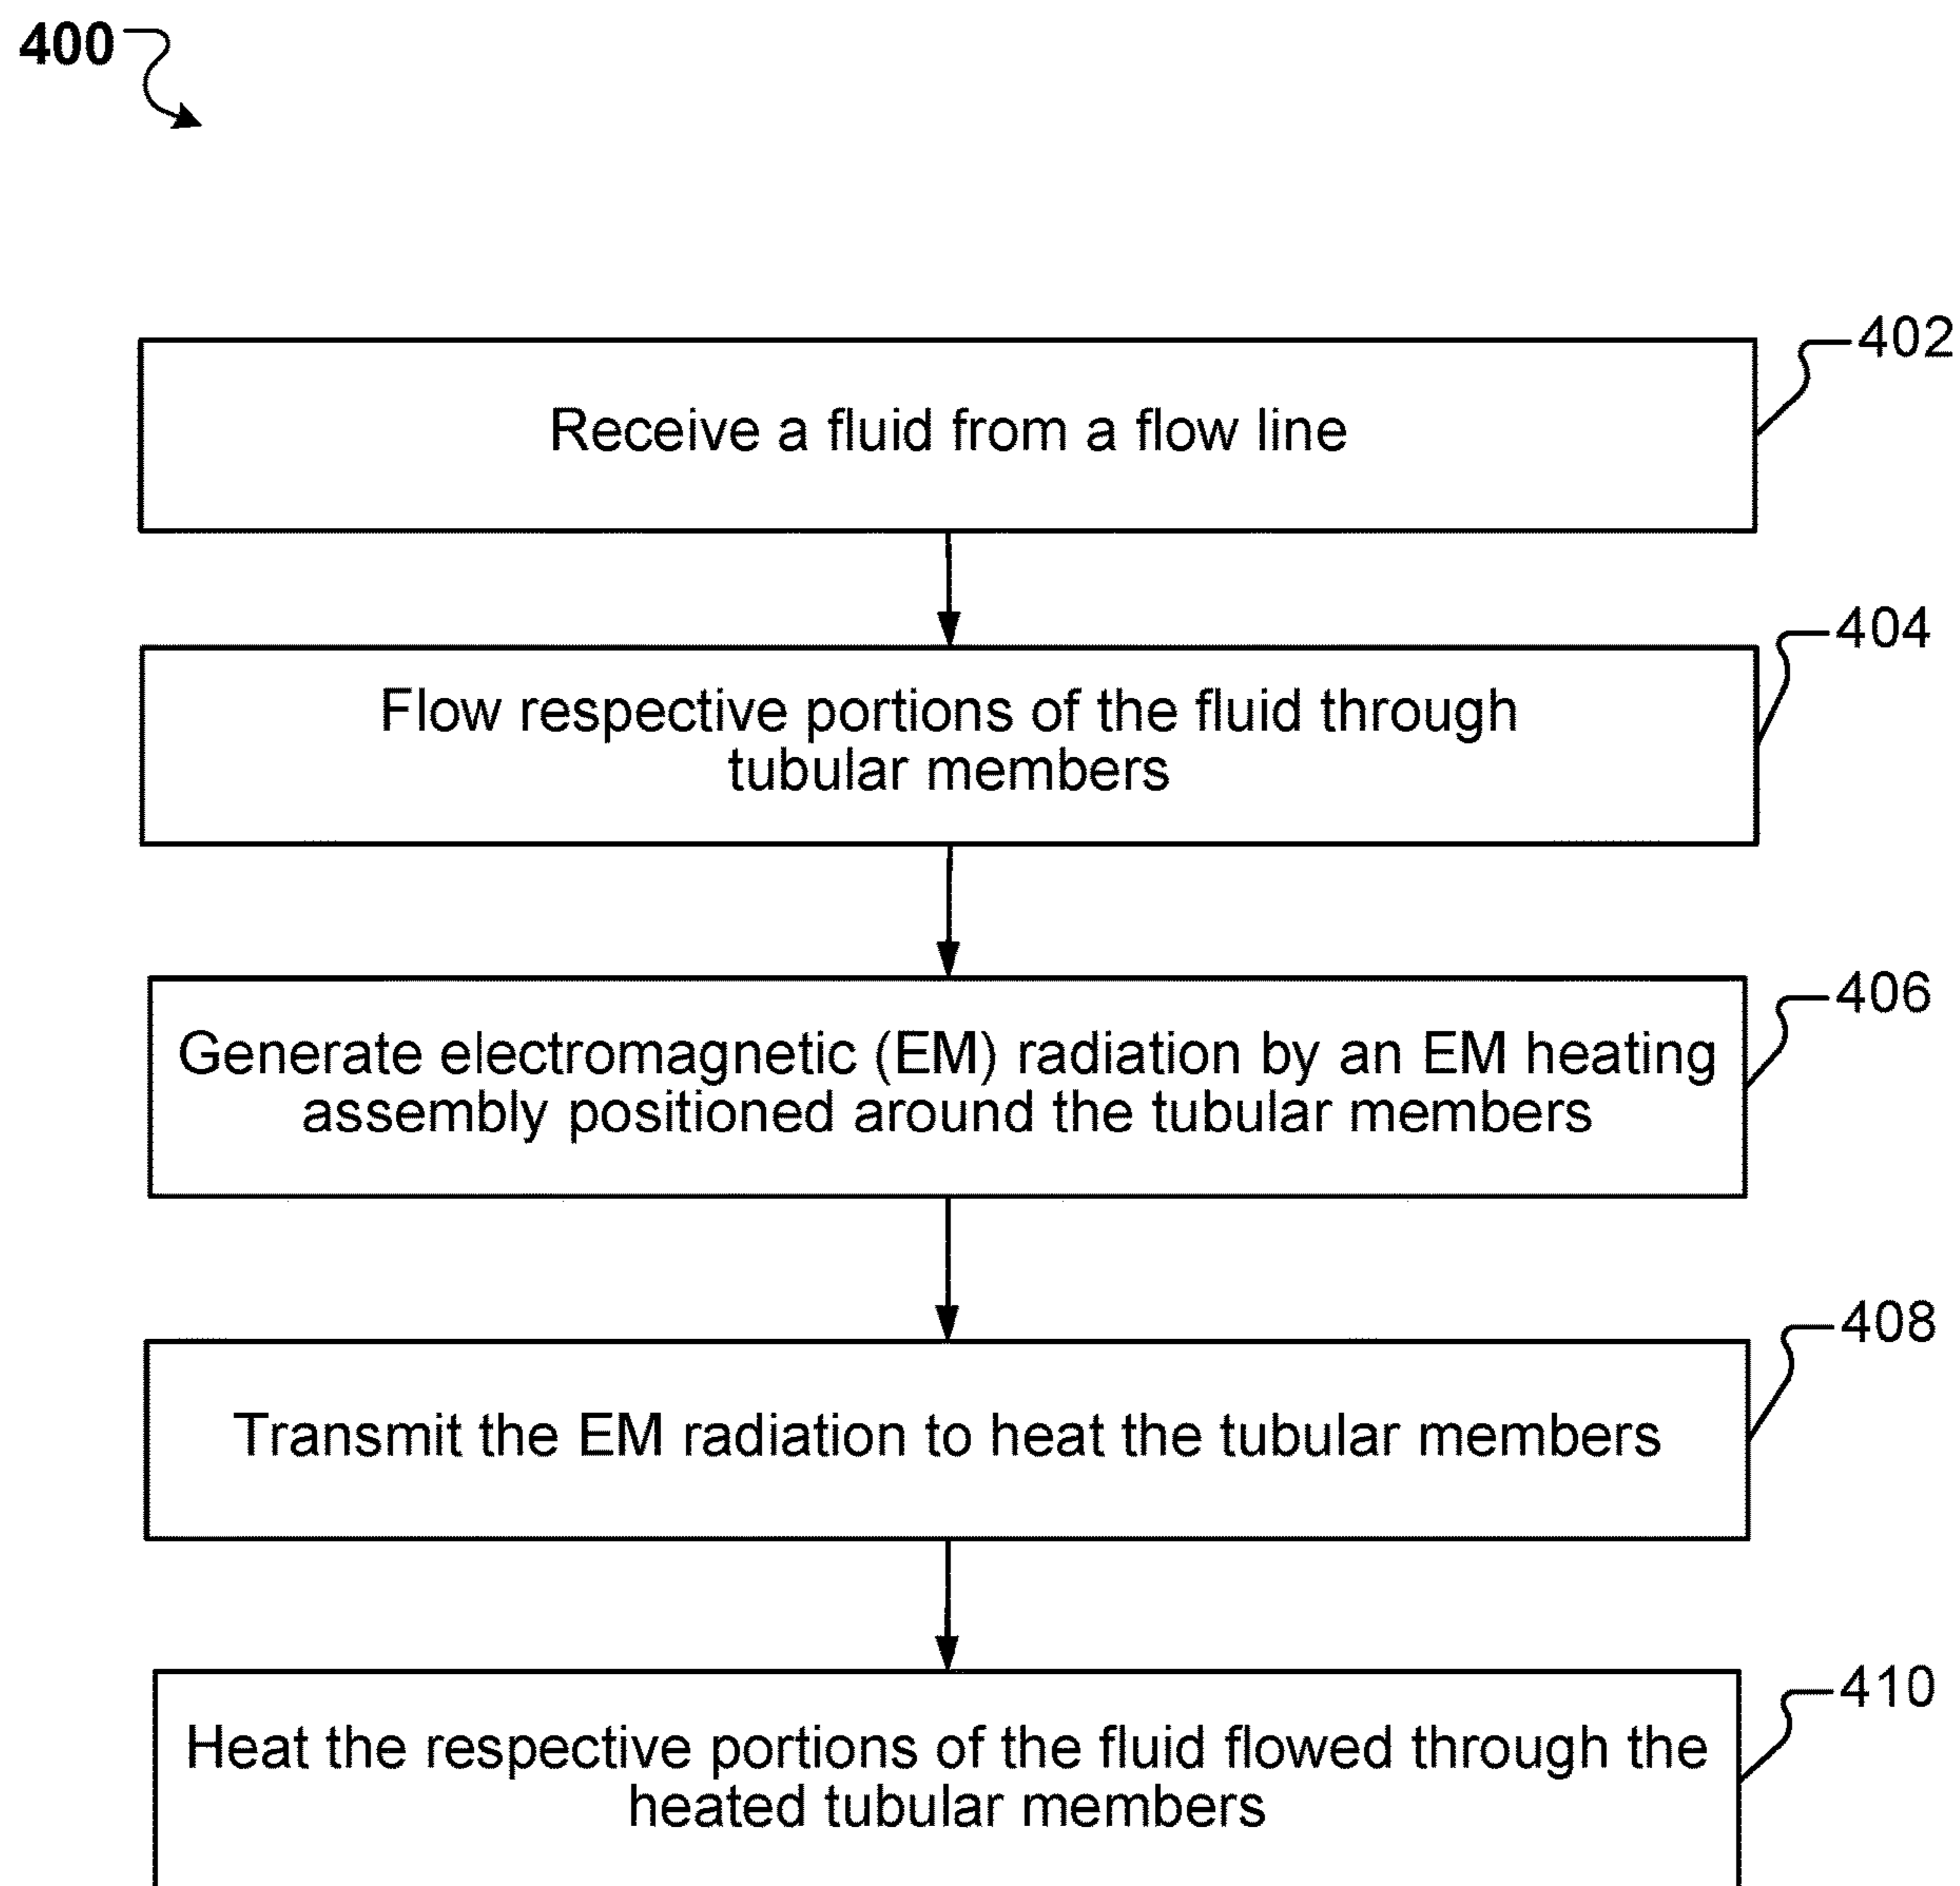 400
402
Receive a fluid from a flow line
404
Flow respective portions of the fluid through
tubular members
406
Generate electromagnetic (EM) radiation by an EM heating
assembly positioned around the tubular members
408
Transmit the EM radiation to heat the tubular members
410
Heat the respective portions of the fluid flowed through the
heated tubular members